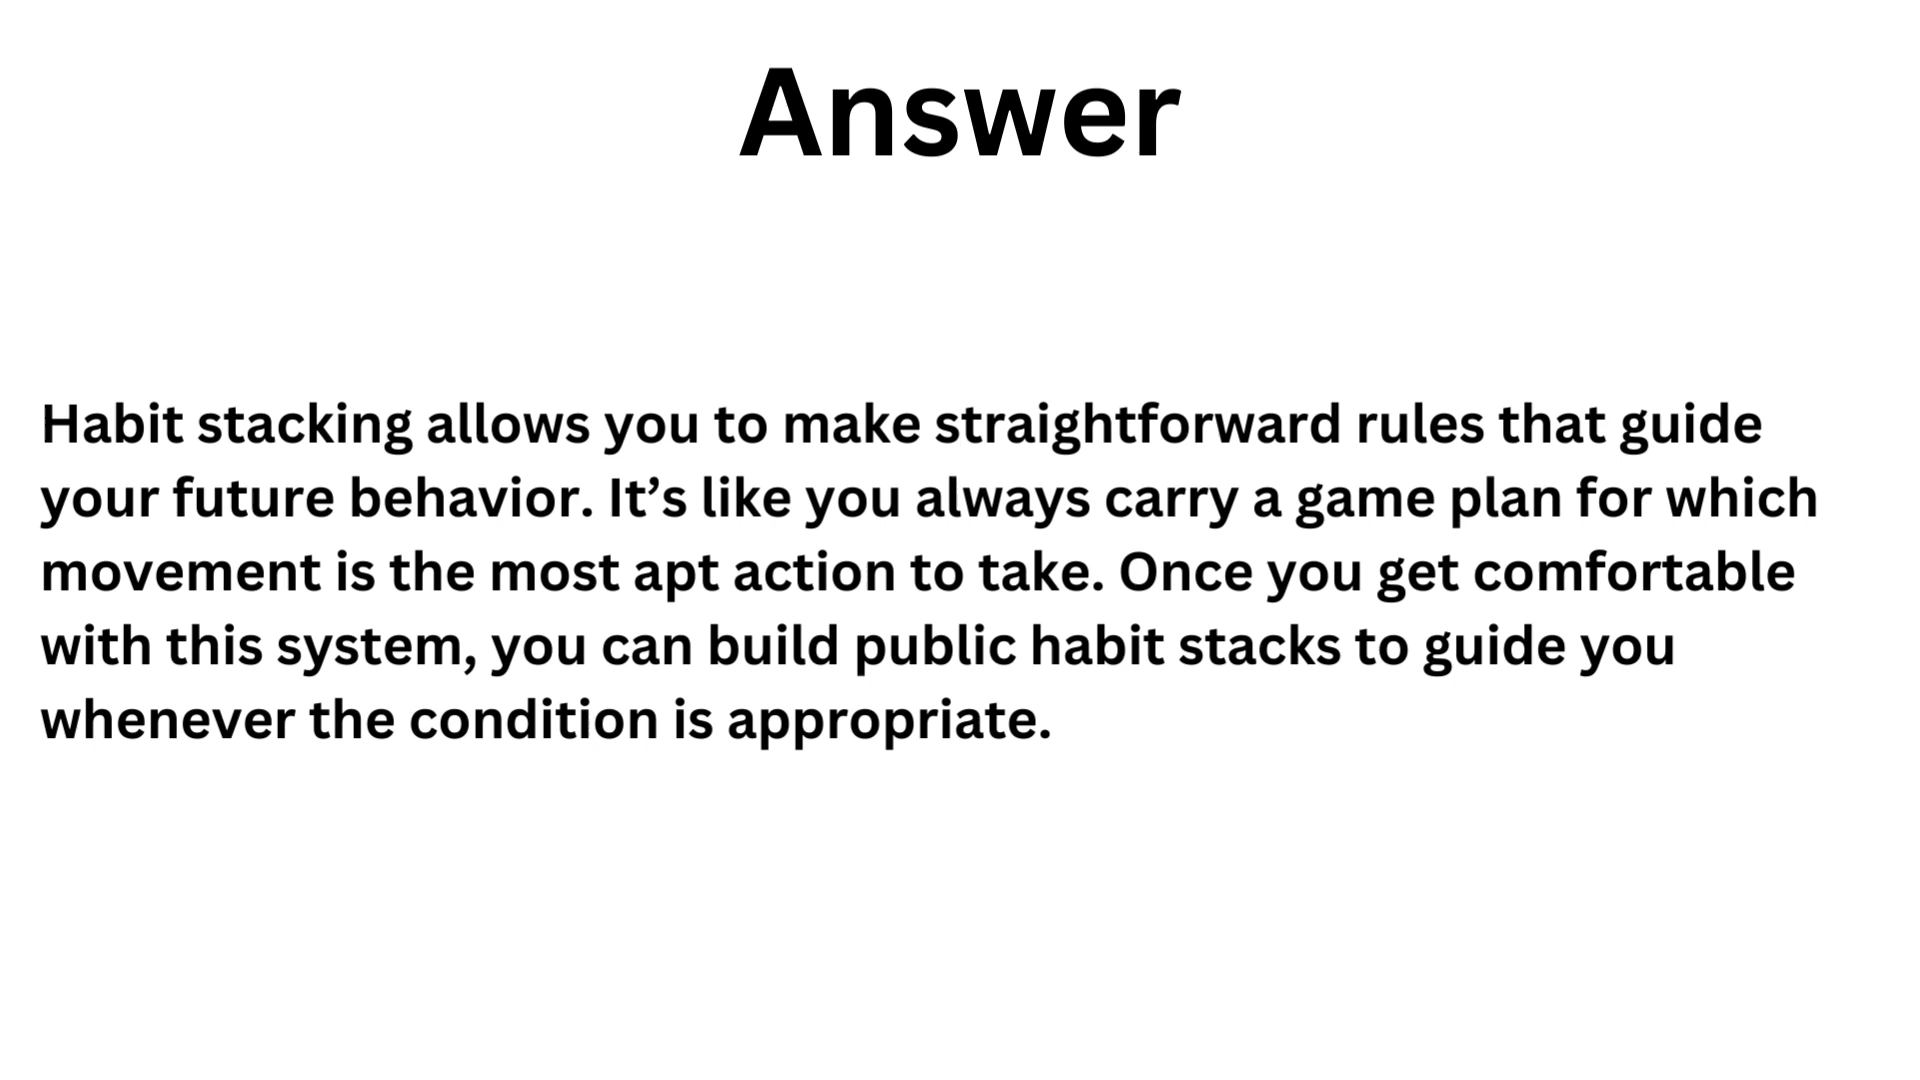 Answer
Habit stacking allows you to make straightforward rules that guide
your future behavior. It’s like you always carry a game plan for which
movement is the most apt action to take. Once you get comfortable
with this system, you can build public habit stacks to guide you
whenever the condition is appropriate.